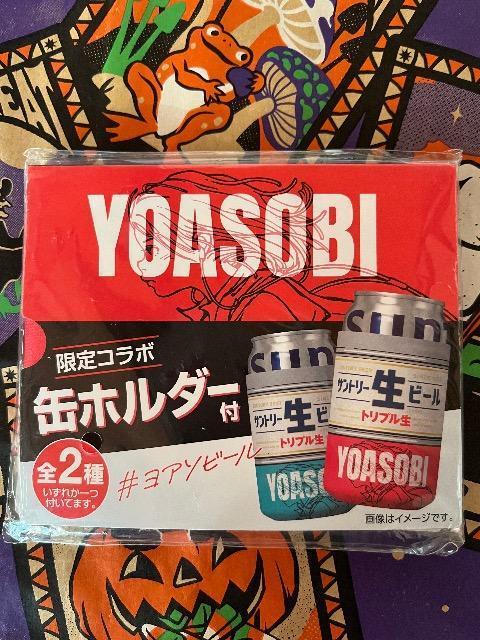 EAT
YOASOBI
限定コラボ
缶ホルダー付
全2種
いずれか一つ
付いてます。
#ヨアソビール
sun
サントリー生ビール
トリプル生
YOASOBI
sun
サントリー生ビール
トリプル生
YOASOBI
画像はイメージです。